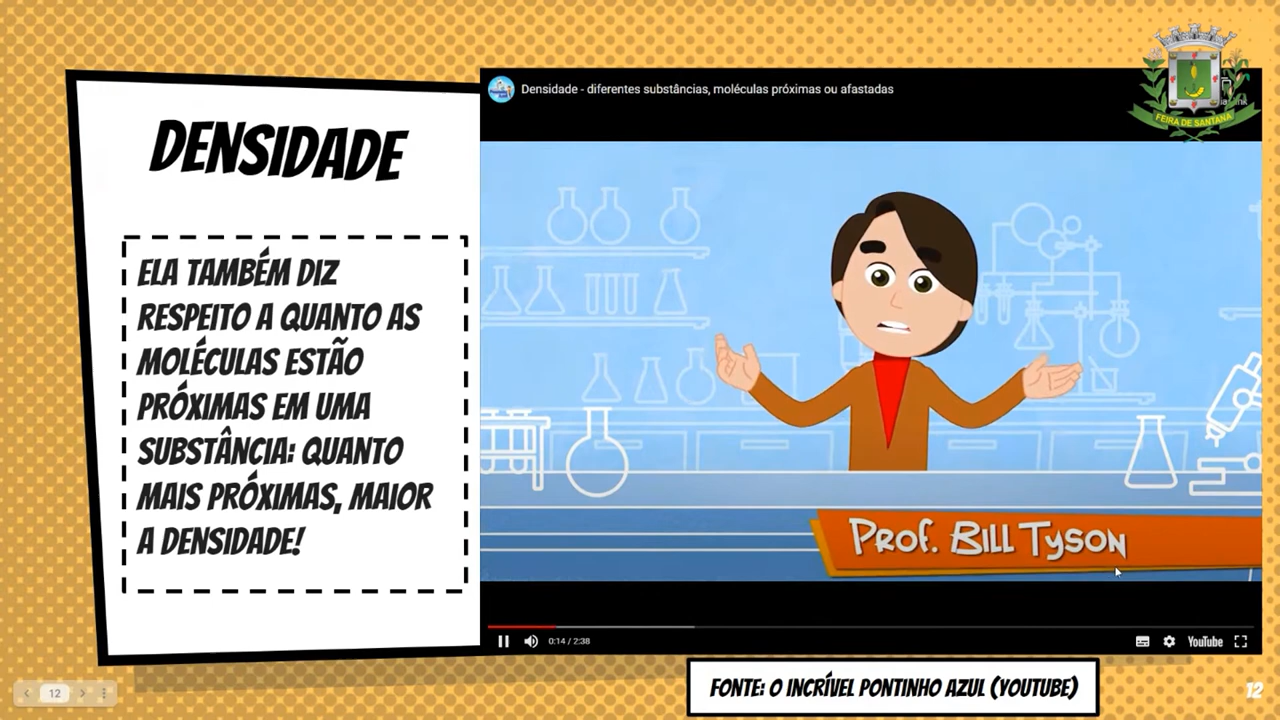 DENSIDADE
ELA TAMBÉM DIZ
RESPEITO A QUANTO AS
MOLÉCULAS ESTÃO
PRÓXIMAS EM UMA
SUBSTÂNCIA: QUANTO
MAIS PRÓXIMAS, MAIOR
A DENSIDADE!
Densidade - diferentes substâncias, moléculas próximas ou afastadas
FEIRA DE SANTANA
Prof. Bill Tyson
0:14 / 2:38
YouTube
FONTE: O INCRÍVEL PONTINHO AZUL (YOUTUBE)
12
12